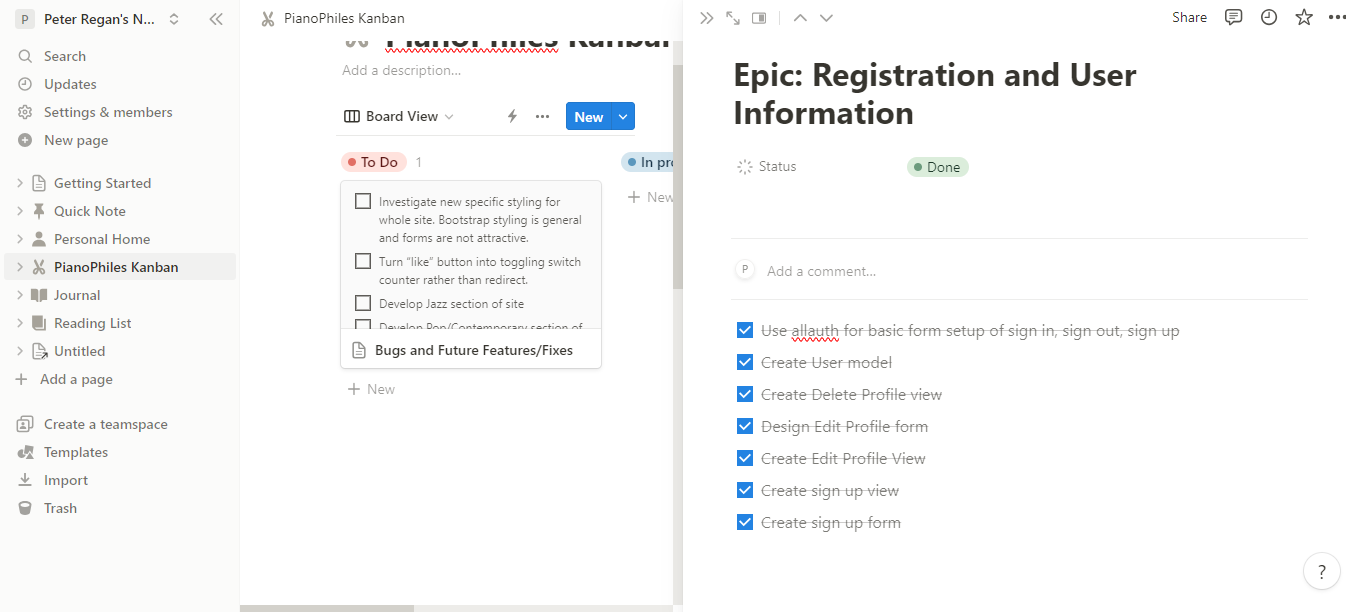 P Peter Regan's N...
Search
Updates
Settings & members
New page
Getting Started
Quick Note
Personal Home
PianoPhiles Kanban
Journal
Reading List
Untitled
Add a page
Create a teamspace
Templates
Import
Trash
PianoPhiles Kanban
PianoPhiles Kanban
Add a description...
Board View
New
To Do 1
In pro
Investigate new specific styling for
whole site. Bootstrap styling is general
and forms are not attractive.
Turn “like” button into toggling switch
counter rather than redirect.
Develop Jazz section of site
Develop Pop/Contemporary section of
Bugs and Future Features/Fixes
New
New
Share
Epic: Registration and User
Information
Status Done
P Add a comment...
Use allauth for basic form setup of sign in, sign out, sign up
Create User model
Create Delete Profile view
Design Edit Profile form
Create Edit Profile View
Create sign up view
Create sign up form
?